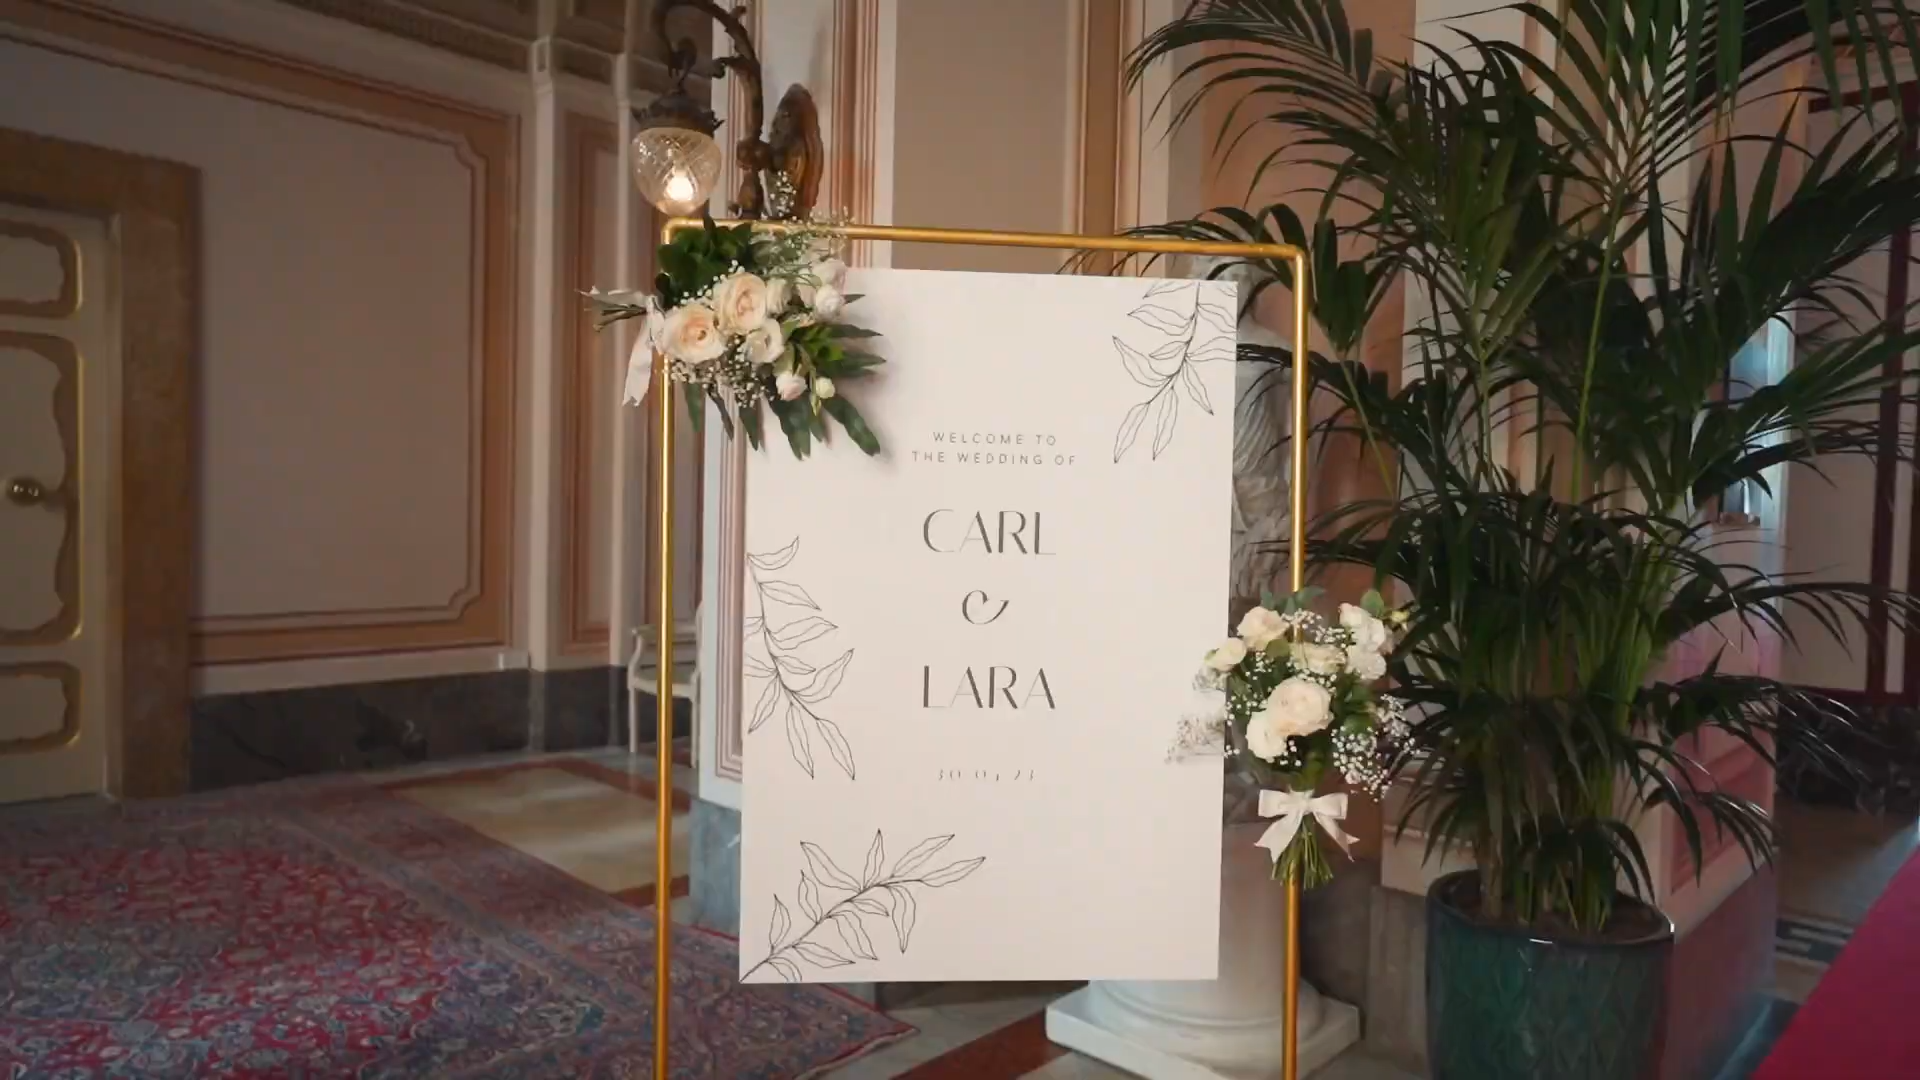 WELCOME TO
THE WEDDING OF
CARL
&
LARA